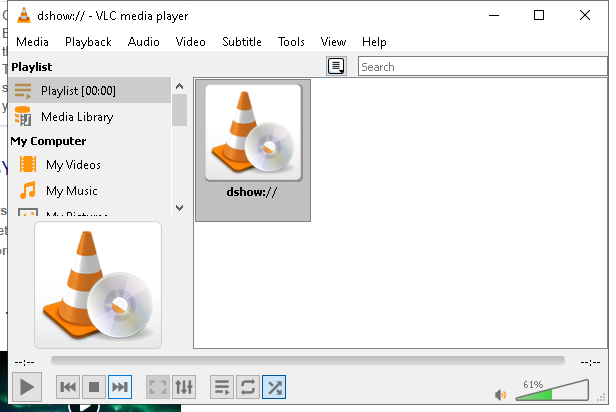 dshow:// - VLC media player
Media Playback Audio Video Subtitle Tools View Help
Playlist
Search
Playlist [00:00]
Media Library
My Computer
My Videos
My Music
My Pictures
dshow://
--:--
--:--
61%